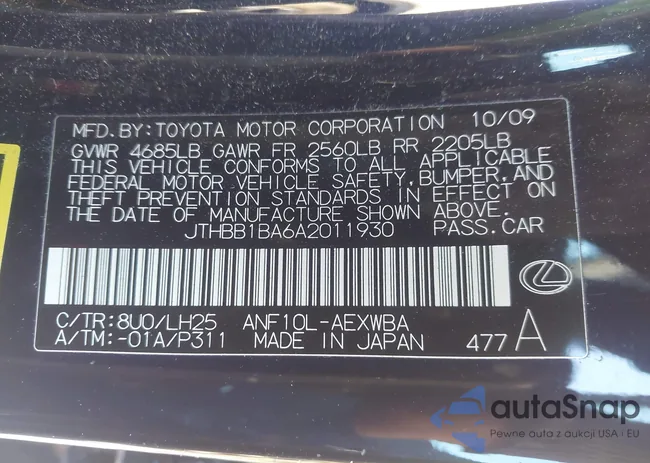 MFD.BY:TOYOTA MOTOR CORPORATION 10/09
GVWR 4685LB GAWR FR 2560LB RR 2205LB
THIS VEHICLE CONFORMS TO ALL APPLICABLE
FEDERAL MOTOR VEHICLE SAFETY,BUMPER,AND
THEFT PREVENTION STANDARDS IN EFFECT ON
THE DATE OF MANUFACTURE SHOWN ABOVE.
JTHBB1BA6A2011930 PASS.CAR
C/TR:8U0/LH25 ANF10L-AEXWBA
A/TM:-01A/P311 MADE IN JAPAN 477 A
autaSnap
Pewne auta z aukcji USA i EU